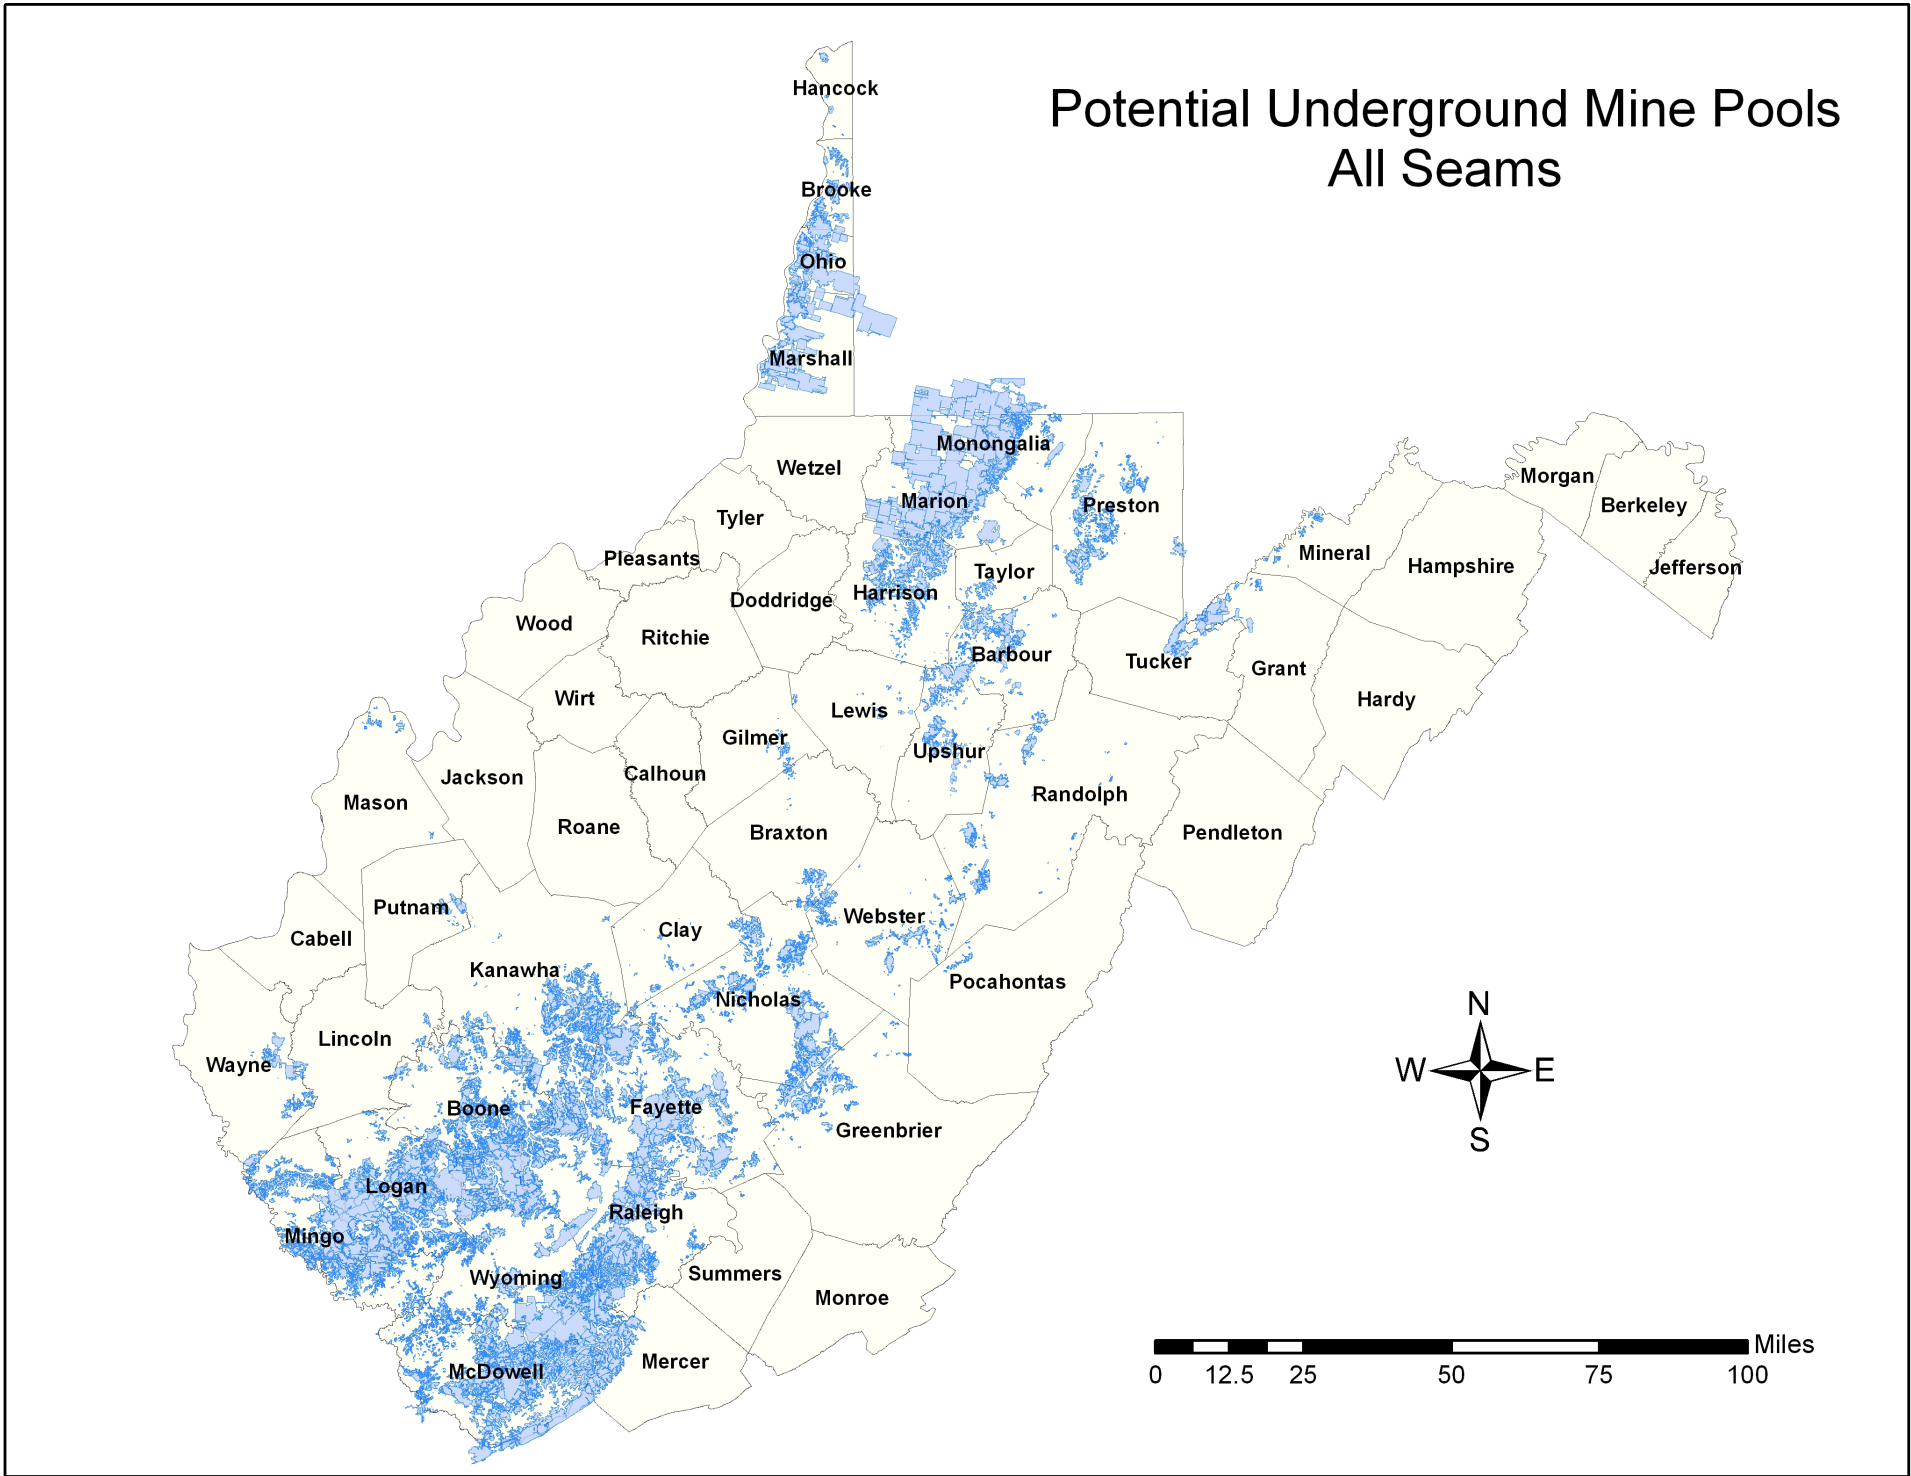 Potential Underground Mine Pools
All Seams
Hancock
Brooke
Ohio
Marshall
Monongalia
Wetzel
Marion
Preston
Morgan
Berkeley
Tyler
Pleasants
Mineral
Hampshire
Jefferson
Taylor
Harrison
Doddridge
Wood
Ritchie
Barbour
Tucker
Grant
Wirt
Hardy
Lewis
Gilmer
Upshur
Calhoun
Jackson
Randolph
Mason
Roane
Braxton
Pendleton
Putnam
Webster
Clay
Cabell
Kanawha
Pocahontas
Nicholas
Lincoln
Wayne
Boone
Fayette
Greenbrier
Logan
Raleigh
Mingo
Summers
Wyoming
Monroe
Mercer
McDowell
N
W E
S
Miles
0 12.5 25 50 75 100